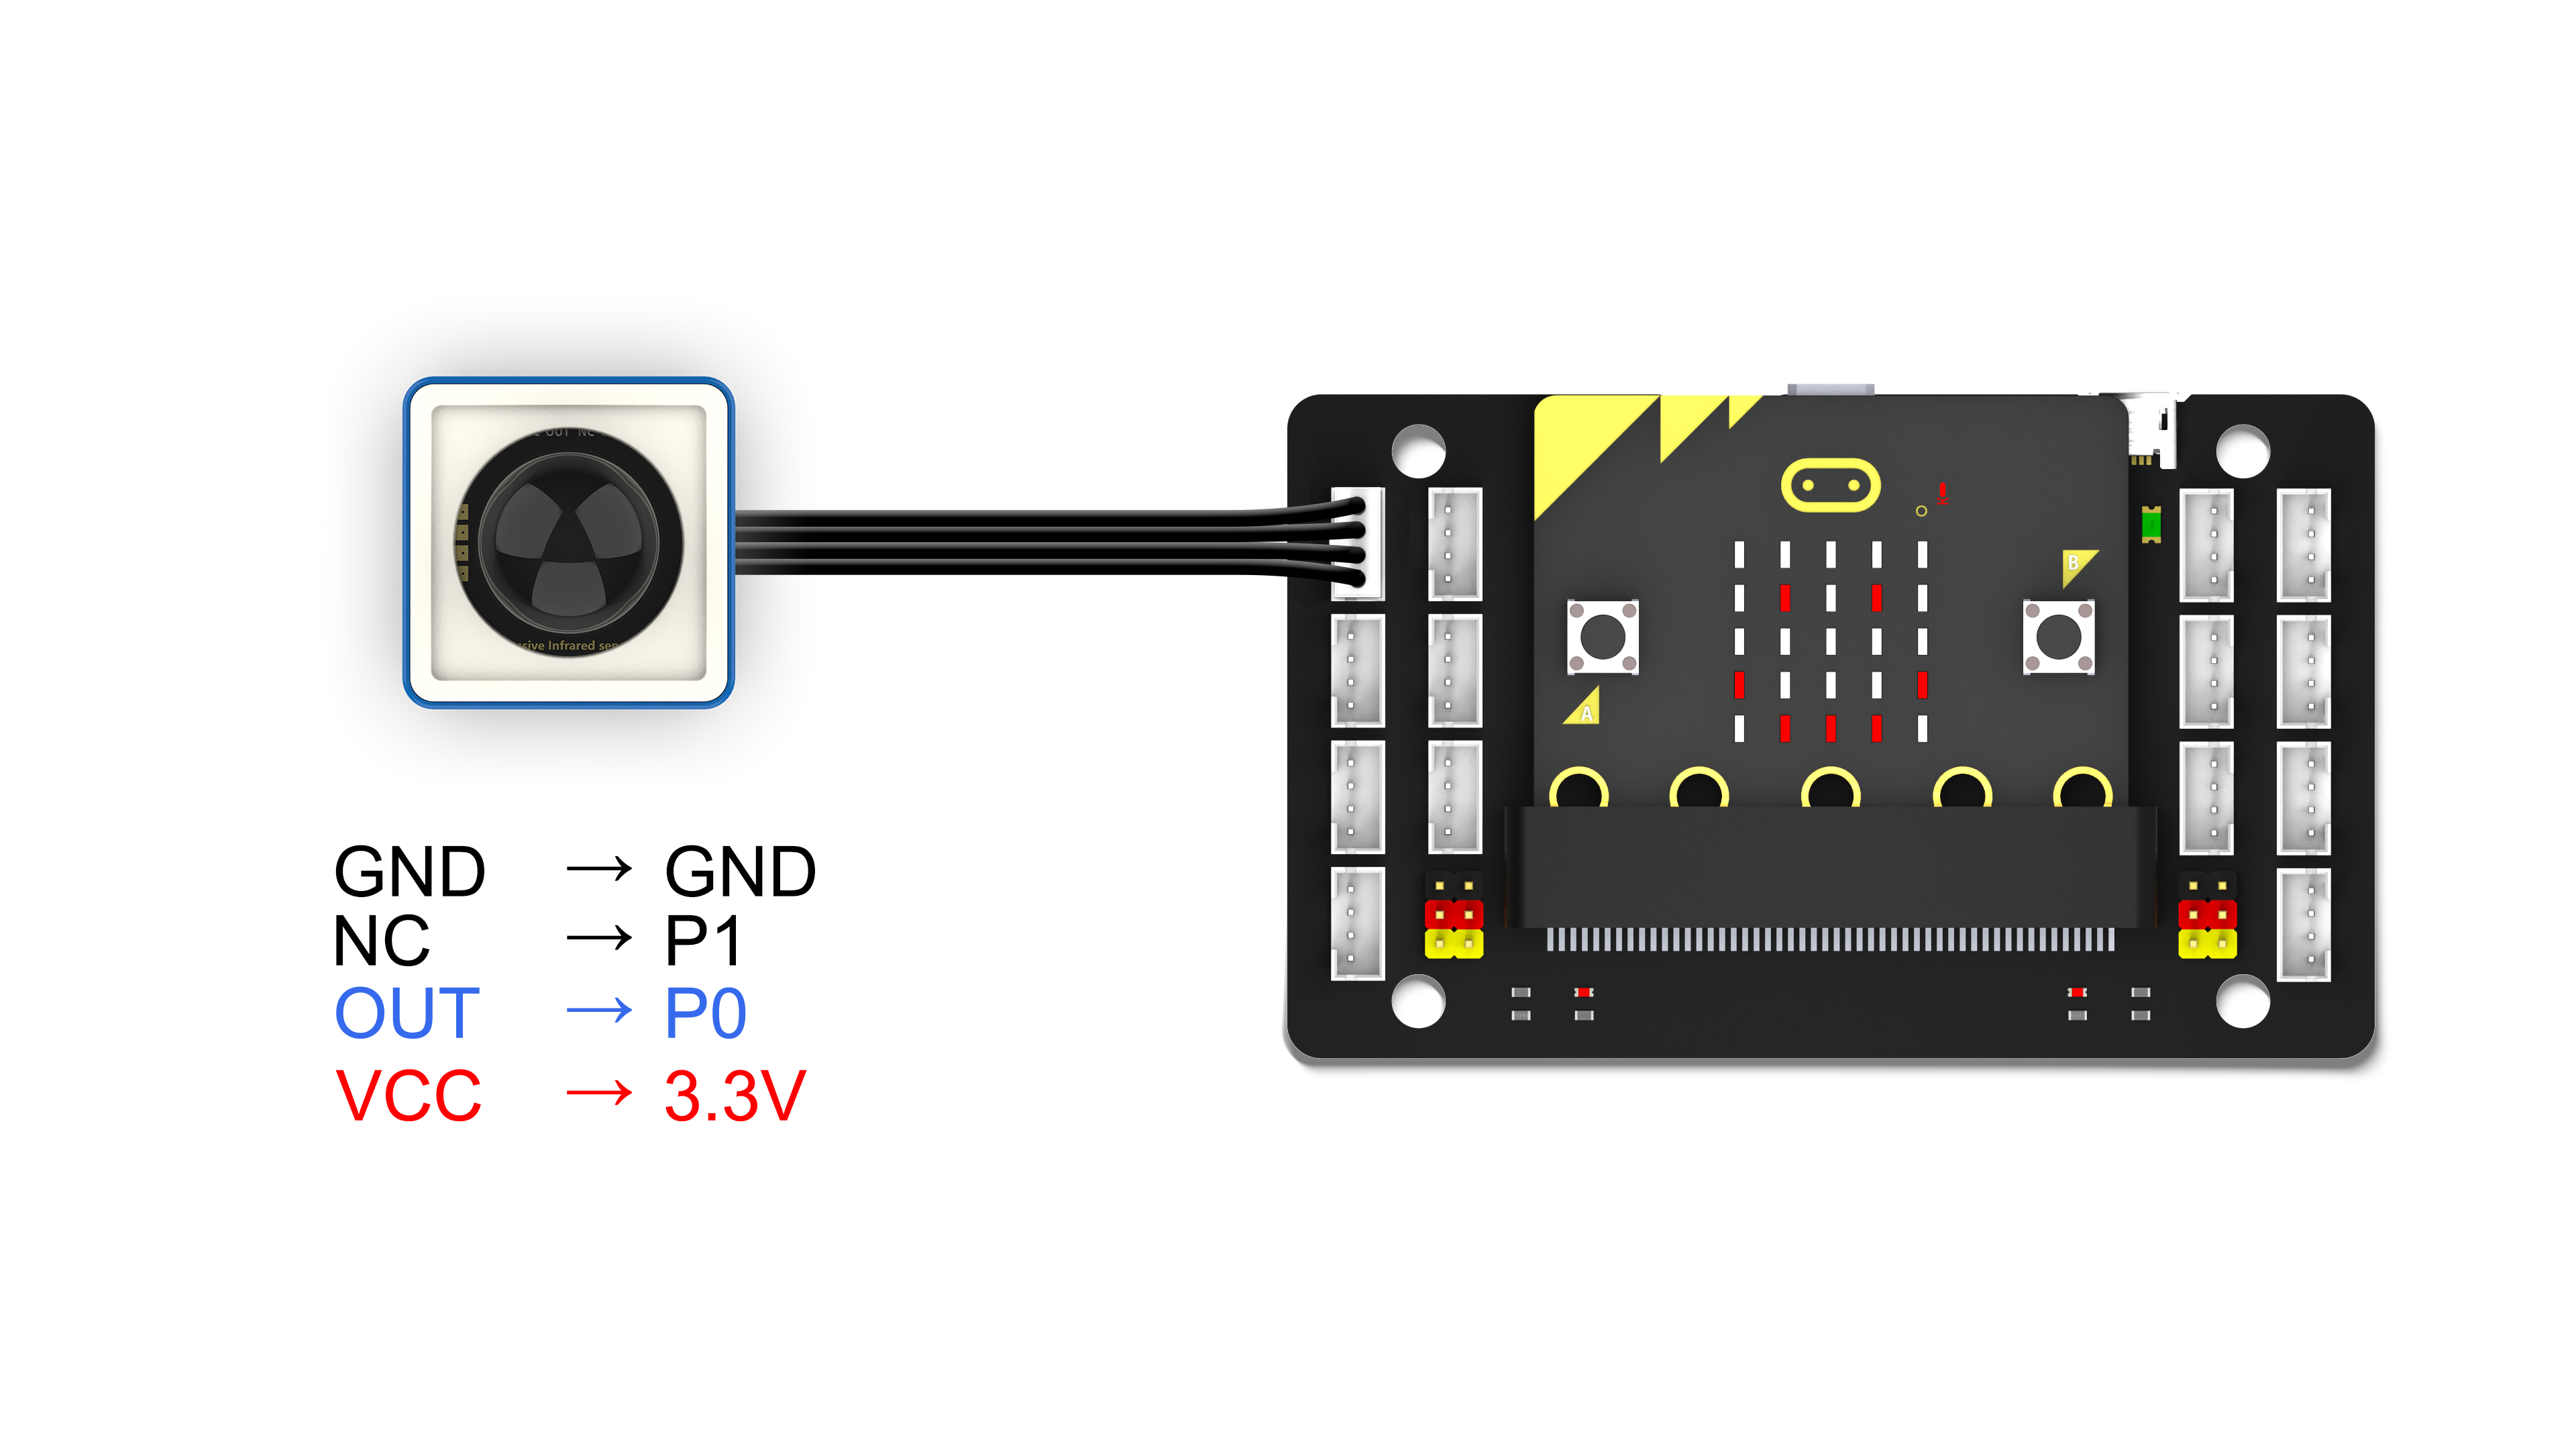 OUT NC
ssive Infrared sen
B
A
GND → GND
NC → P1
OUT → P0
VCC → 3.3V